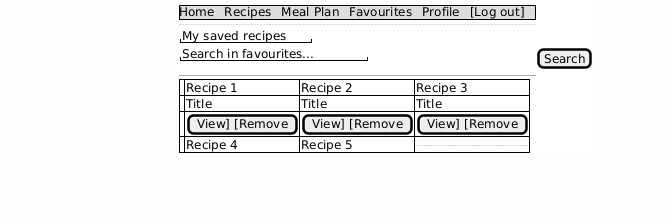 Home Recipes Meal Plan Favourites Profile [Log out]
My saved recipes
Search in favourites...
Search
Recipe 1 Recipe 2 Recipe 3
Title Title Title
View] [Remove View] [Remove View] [Remove
Recipe 4 Recipe 5